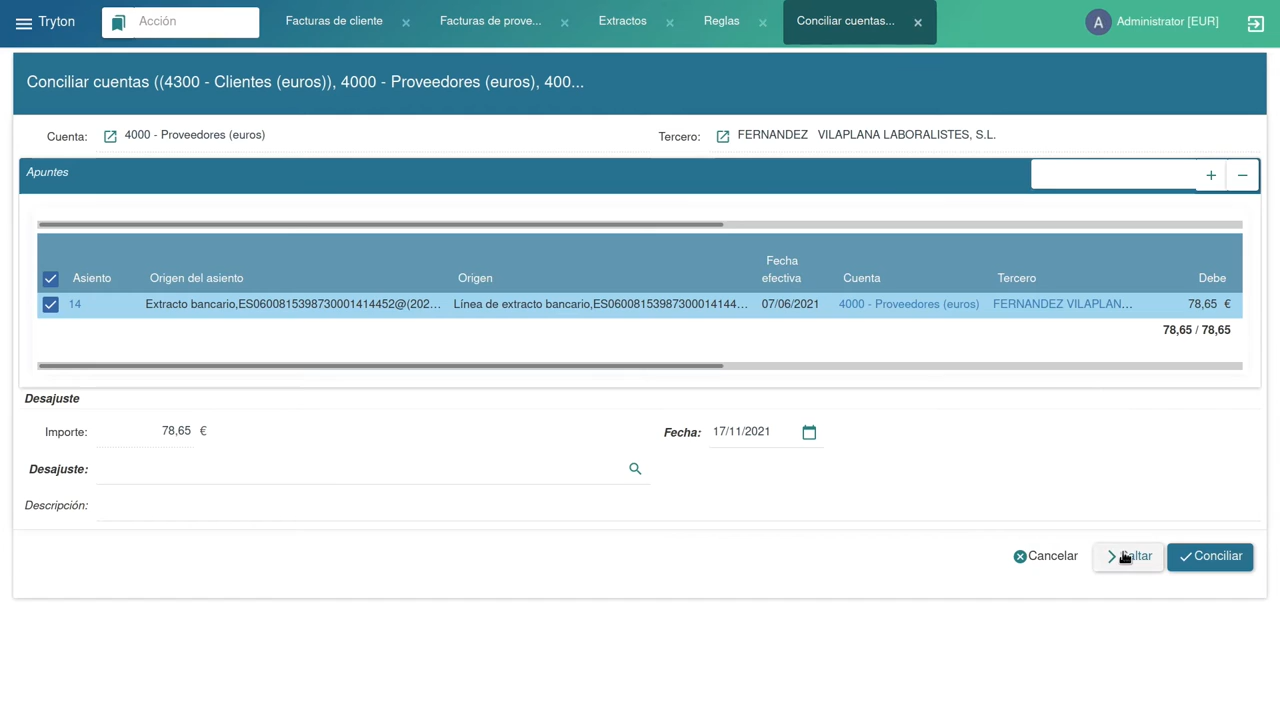 Tryton
Acción
Facturas de cliente
Facturas de prove...
Extractos
Reglas
Conciliar cuentas...
A
Administrator [EUR]
Conciliar cuentas ((4300 - Clientes (euros)), 4000 - Proveedores (euros), 400...
Cuenta:
4000 - Proveedores (euros)
Tercero:
FERNANDEZ VILAPLANA LABORALISTES, S.L.
Apuntes
Asiento
Origen del asiento
Origen
Fecha
efectiva
Cuenta
Tercero
Debe
14
Extracto bancario,ES0600815398730001414452@(202...
Línea de extracto bancario,ES06008153987300014144...
07/06/2021
4000 - Proveedores (euros)
FERNANDEZ VILAPLAN...
78,65 €
78,65 / 78,65
Desajuste
Importe:
78,65 €
Fecha:
17/11/2021
Desajuste:
Descripción:
Cancelar
Conciliar